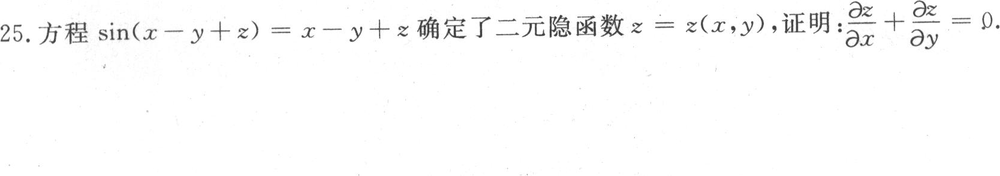 25. 方程 sin(x − y + z) = x − y + z 确定了二元隐函数 z = z(x,y),证明:∂z/∂x + ∂z/∂y = 0.